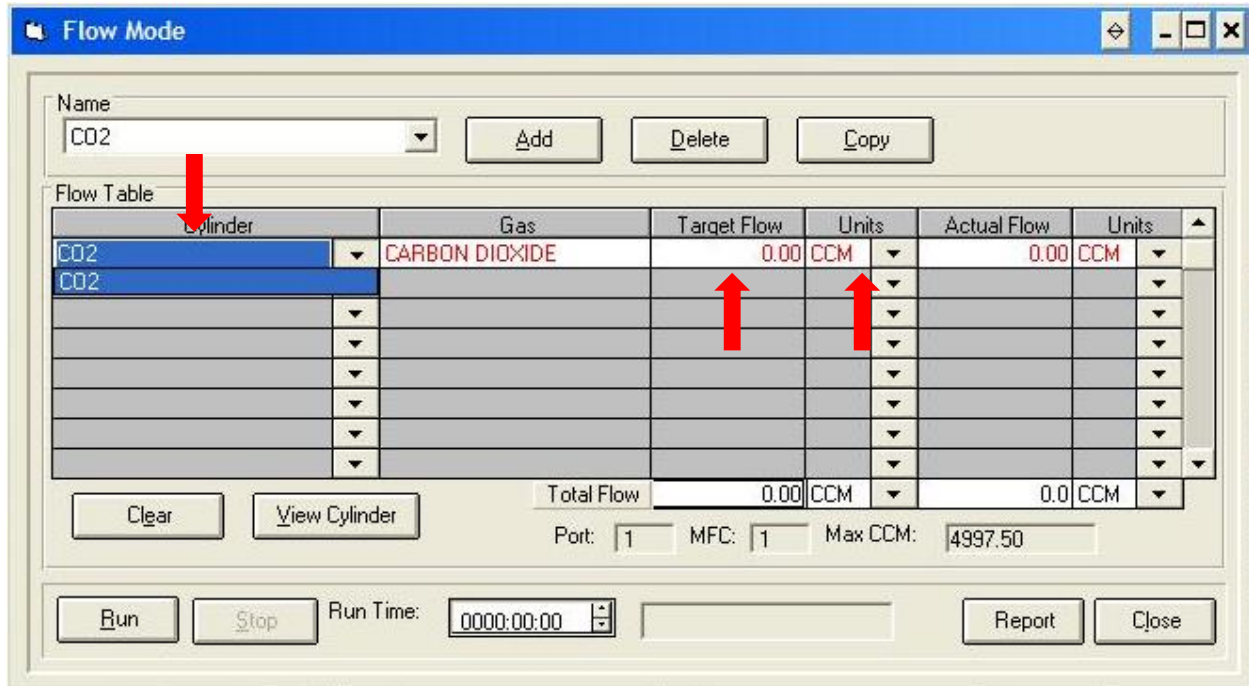 Flow Mode
Name
CO2 Add Delete Copy
Flow Table
Cylinder Gas Target Flow Units Actual Flow Units
CO2 CARBON DIOXIDE 0.00 CCM 0.00 CCM
CO2
Clear View Cylinder Total Flow 0.00 CCM 0.0 CCM
Port: 1 MFC: 1 Max CCM: 4997.50
Run Stop Run Time: 0000:00:00 Report Close